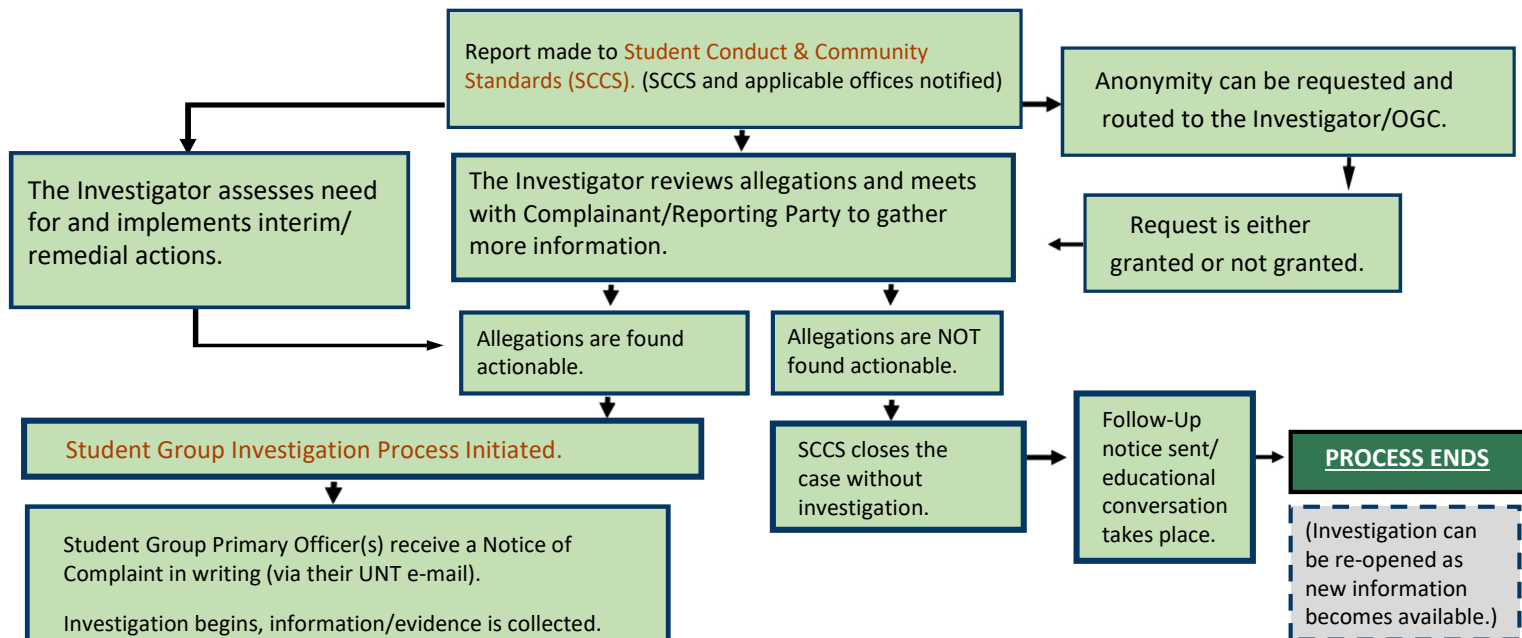 Report made to Student Conduct & Community
Standards (SCCS). (SCCS and applicable offices notified)
Anonymity can be requested and
routed to the Investigator/OGC.
The Investigator assesses need
for and implements interim/
remedial actions.
The Investigator reviews allegations and meets
with Complainant/Reporting Party to gather
more information.
Request is either
granted or not granted.
Allegations are found
actionable.
Allegations are NOT
found actionable.
Student Group Investigation Process Initiated.
SCCS closes the
case without
investigation.
Follow-Up
notice sent/
educational
conversation
takes place.
PROCESS ENDS
(Investigation can
be re-opened as
new information
becomes available.)
Student Group Primary Officer(s) receive a Notice of
Complaint in writing (via their UNT e-mail).
Investigation begins, information/evidence is collected.